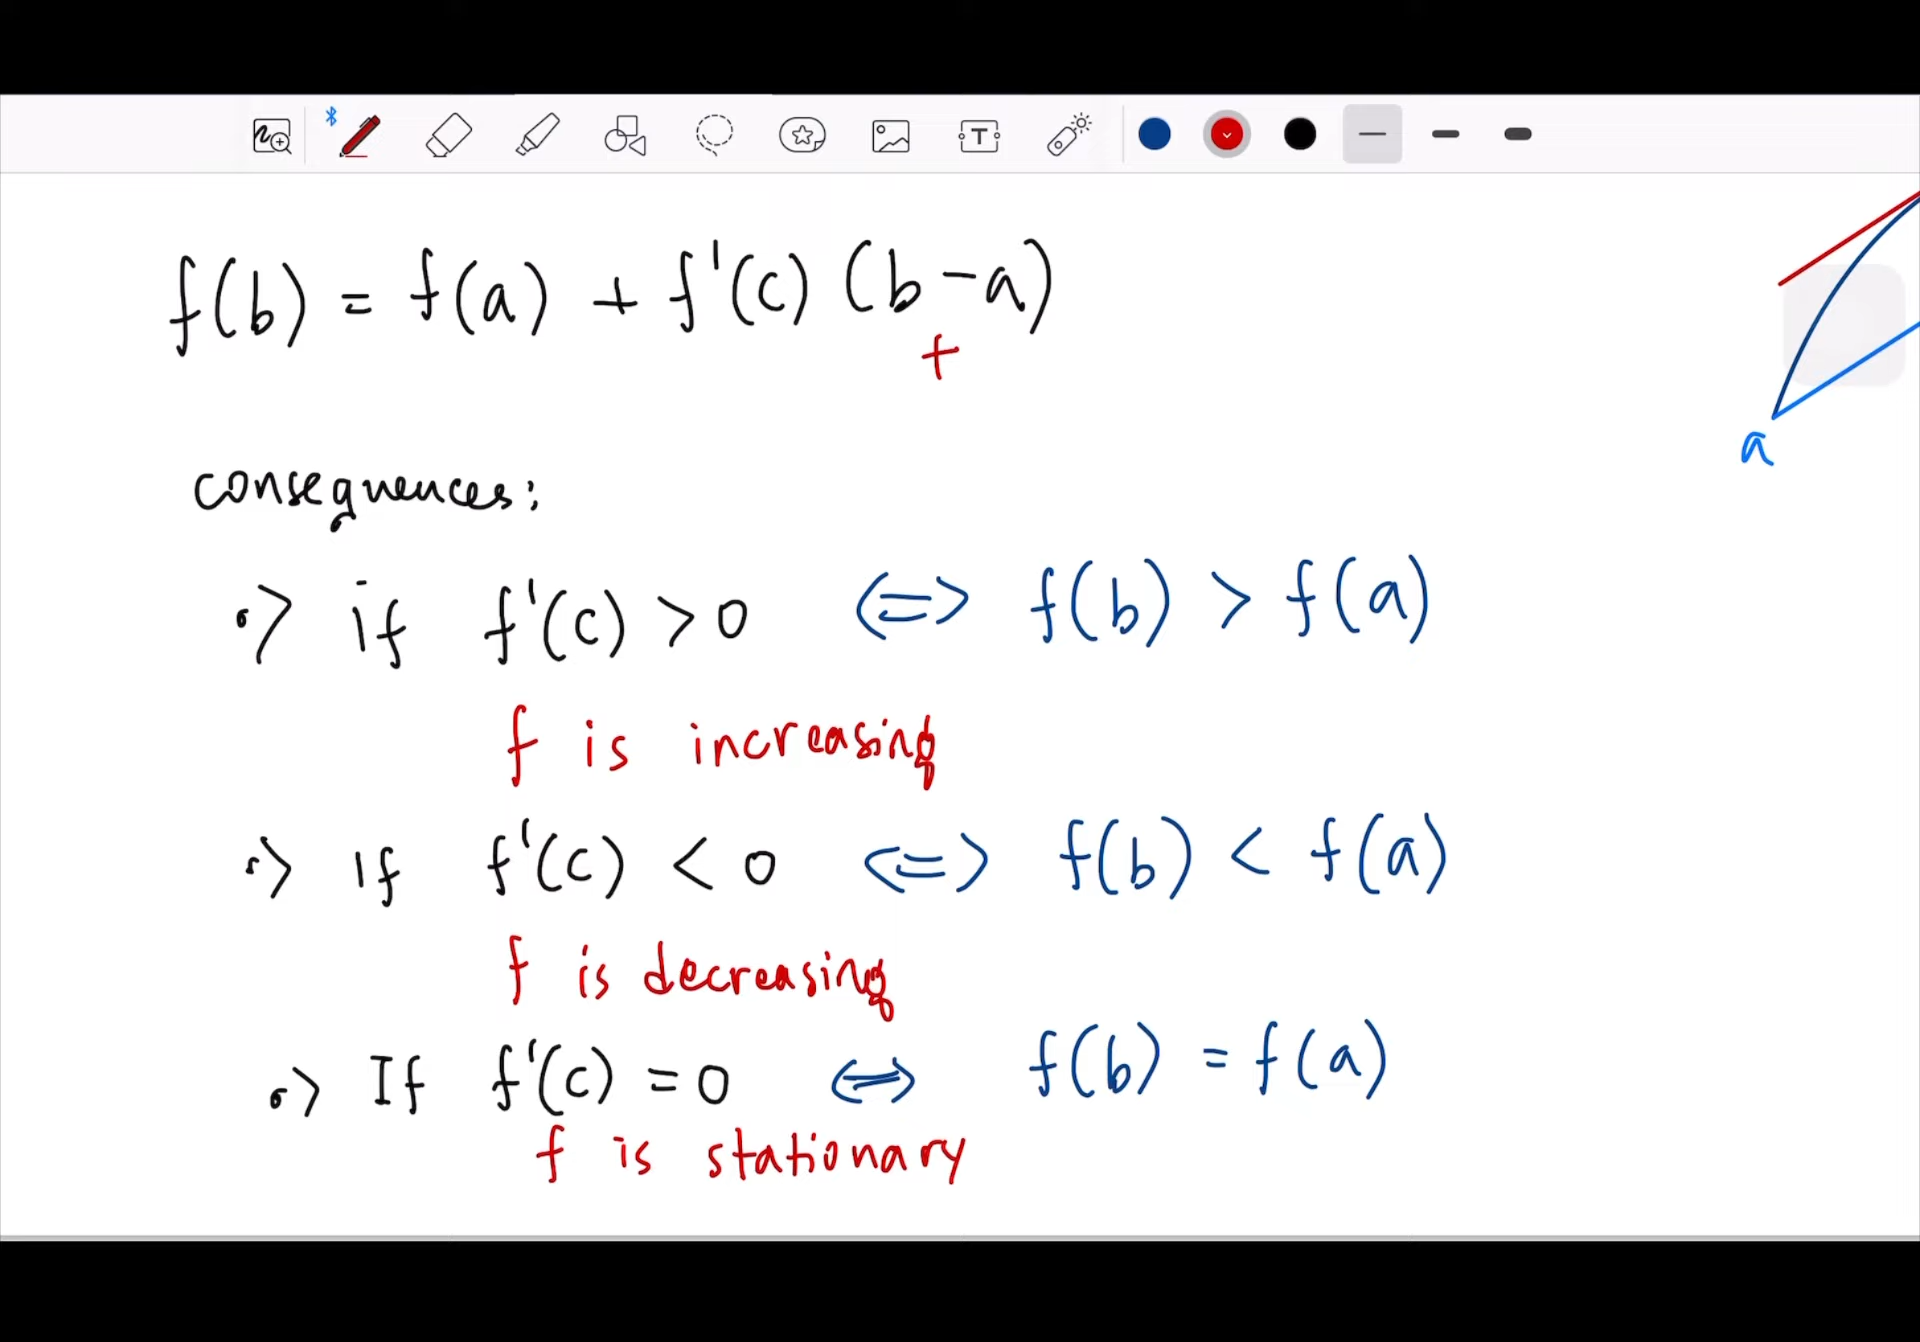 f(b) = f(a) + f'(c) (b-a)
+
a
consequences:
•> if f'(c) > 0 <=> f(b) > f(a)
f is increasing
•> If f'(c) < 0 <=> f(b) < f(a)
f is decreasing
•> If f'(c) = 0 <=> f(b) = f(a)
f is stationary